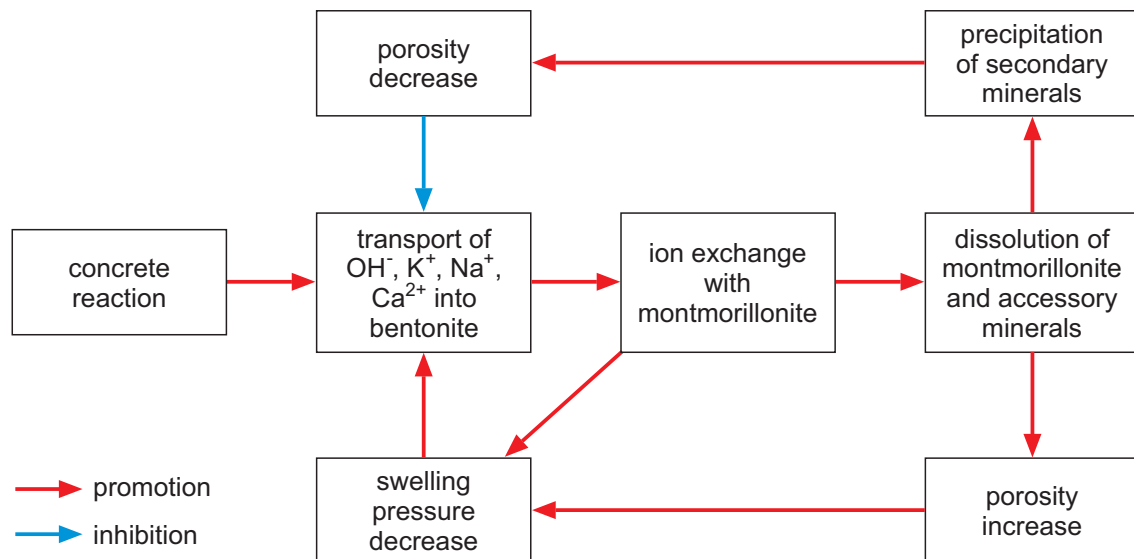 porosity
decrease
precipitation
of secondary
minerals
concrete
reaction
transport of
OH⁻, K⁺, Na⁺,
Ca²⁺ into
bentonite
ion exchange
with
montmorillonite
dissolution of
montmorillonite
and accessory
minerals
swelling
pressure
decrease
porosity
increase
promotion
inhibition